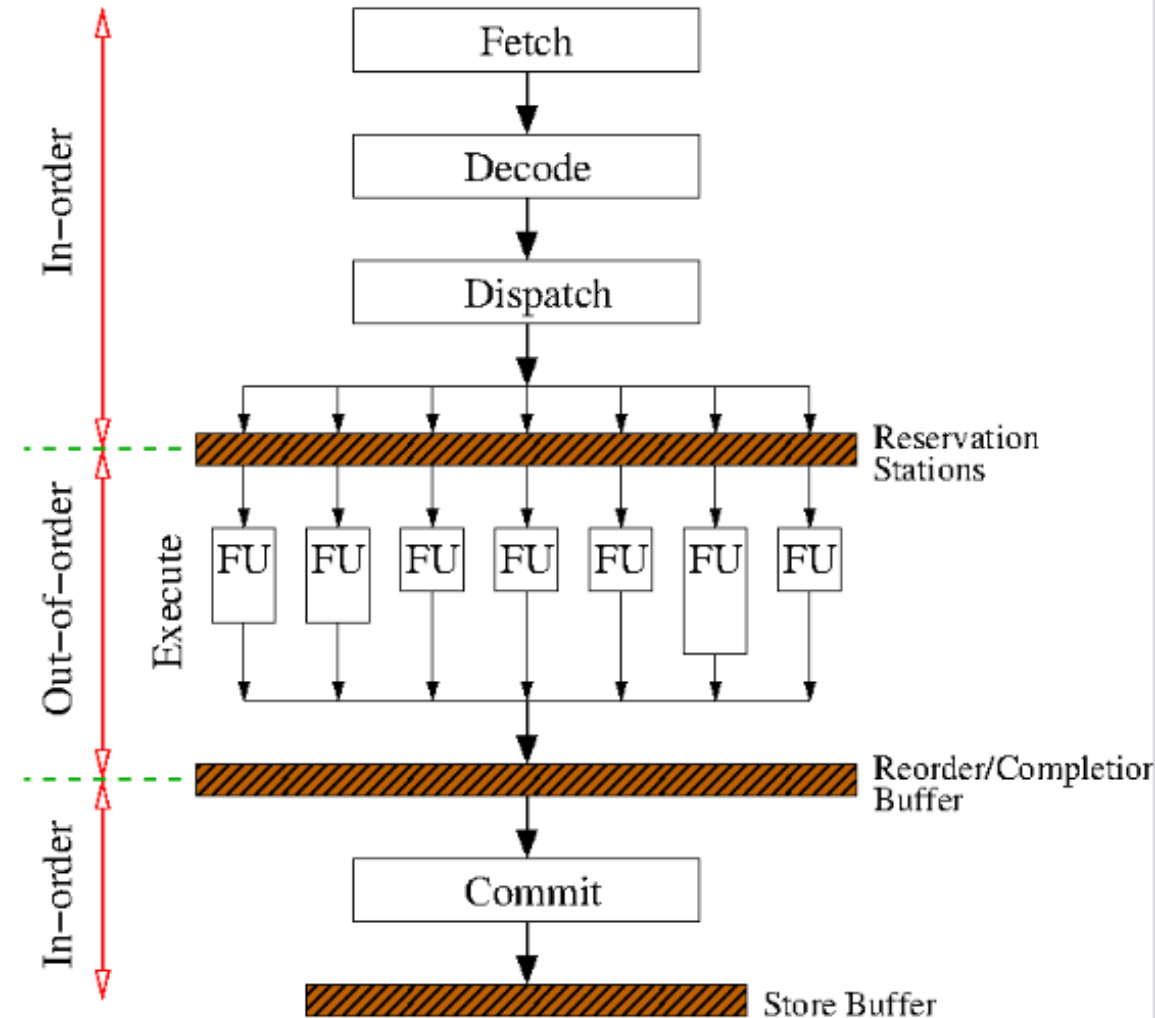 Fetch
Decode
Dispatch
In-order
Reservation
Stations
Out-of-order
Execute
FU FU FU FU FU FU FU
Reorder/Completior
Buffer
In-order
Commit
Store Buffer